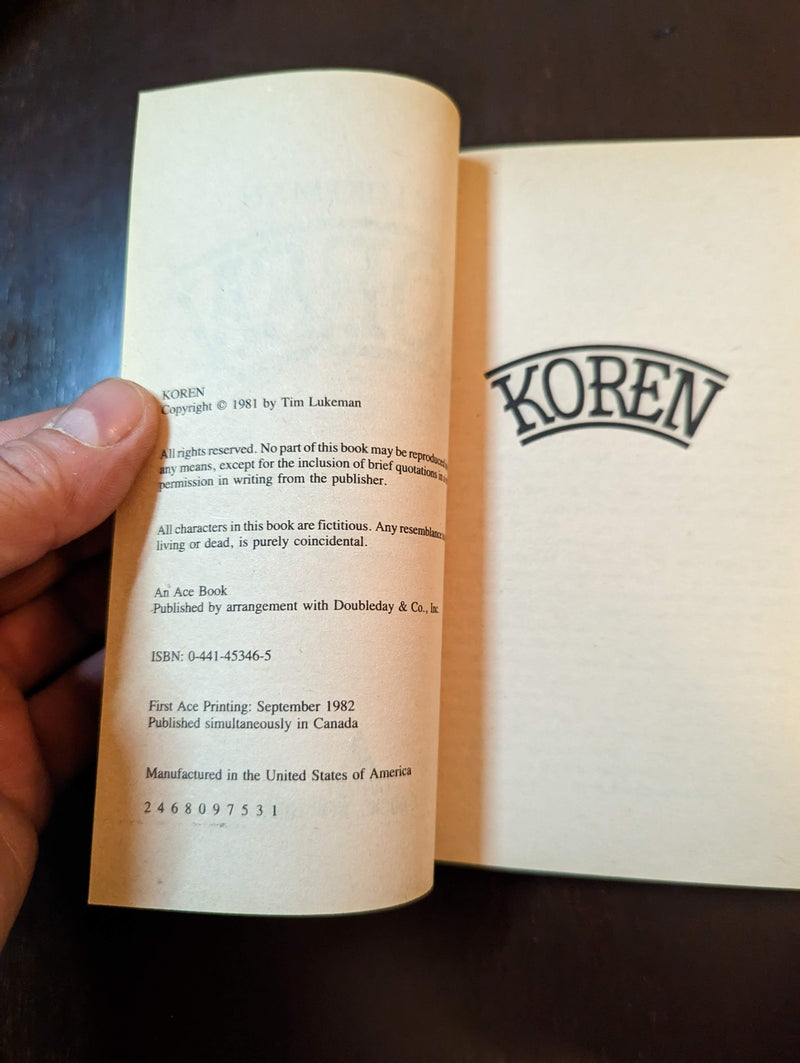 KOREN
Copyright © 1981 by Tim Lukeman
All rights reserved. No part of this book may be reproduced
any means, except for the inclusion of brief quotations in
permission in writing from the publisher.
All characters in this book are fictitious. Any resemblance
living or dead, is purely coincidental.
An Ace Book
Published by arrangement with Doubleday & Co., Inc.
ISBN: 0-441-45346-5
First Ace Printing: September 1982
Published simultaneously in Canada
Manufactured in the United States of America
2 4 6 8 0 9 7 5 3 1
KOREN